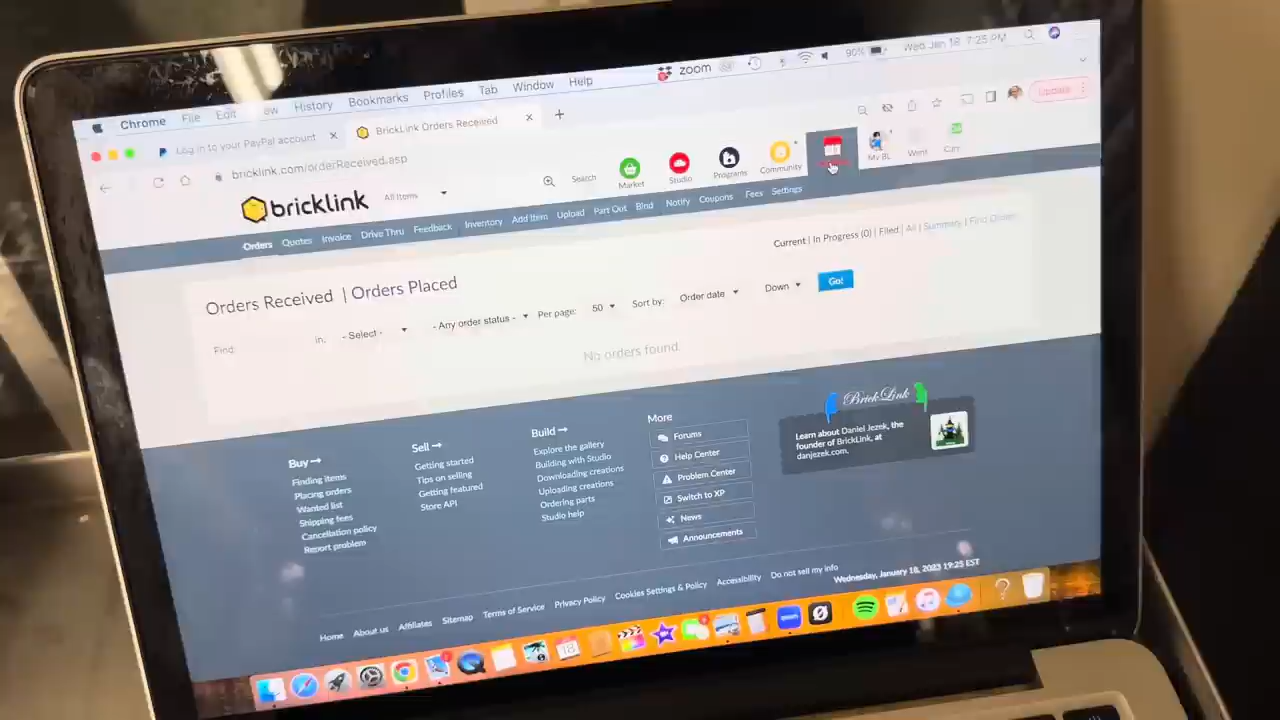 Chrome File Edit History Bookmarks Profiles Tab Window Help zoom 90% Wed Jan 18 7:25 PM
Log in to your PayPal account BrickLink Orders Received
bricklink.com/orderReceived.asp Update
bricklink All Items Search Market Studio Programs Community My BL Want Cart
Orders Quotes Invoice Drive Thru Feedback Inventory Add Item Upload Part Out Bind Notify Coupons Fees Settings
Current | In Progress (0) | Filed | All | Summary | Find Order
Orders Received | Orders Placed
Find: in: - Select - - Any order status - Per page: 50 Sort by: Order date Down Go!
No orders found.
Buy
Finding items
Placing orders
Wanted list
Shipping fees
Cancellation policy
Report problem
Sell
Getting started
Tips on selling
Getting featured
Store API
Build
Explore the gallery
Building with Studio
Downloading creations
Uploading creations
Ordering parts
Studio help
More
Forums
Help Center
Problem Center
Switch to XP
News
Announcements
BrickLink
Learn about Daniel Jezek, the
founder of BrickLink, at
danjezek.com.
Home About us Affiliates Sitemap Terms of Service Privacy Policy Cookies Settings & Policy Accessibility Do not sell my info
Wednesday, January 18, 2023 19:25 EST